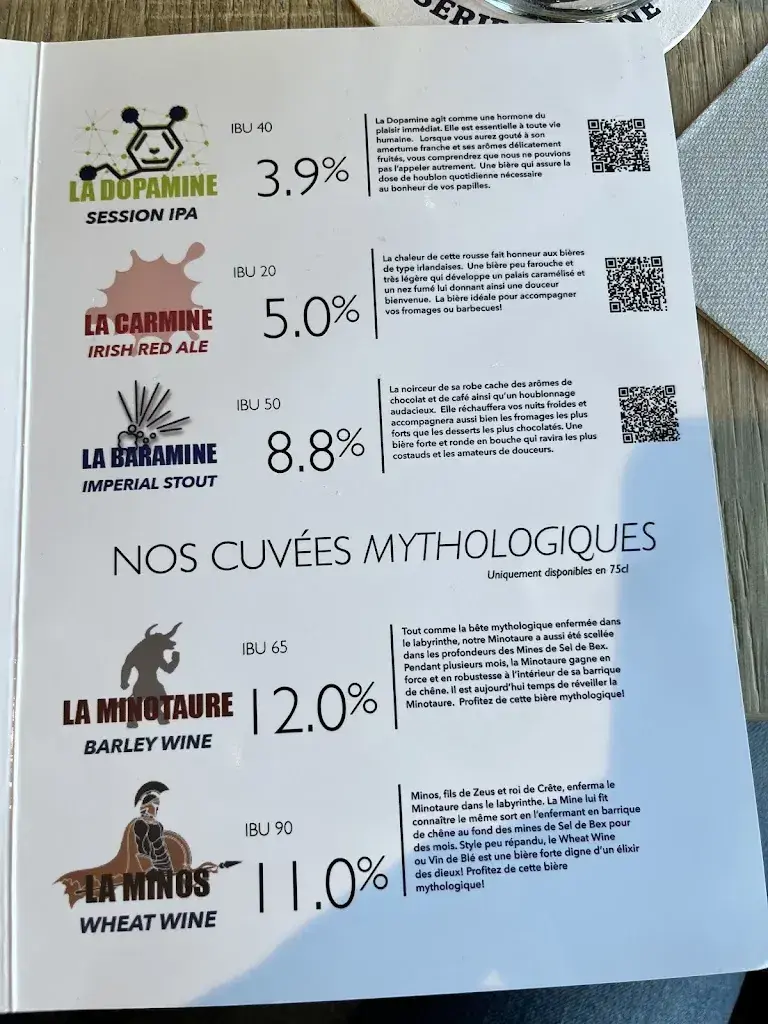 LA DOPAMINE
SESSION IPA
IBU 40
3.9%
La Dopamine agit comme une hormone du
plaisir immédiat. Elle est essentielle à toute vie
humaine. Lorsque vous aurez gouté à son
amertume franche et ses arômes délicatement
fruités, vous comprendrez que nous ne pouvions
pas l'appeler autrement. Une bière qui assure la
dose de houblon quotidienne nécessaire
au bonheur de vos papilles.
LA CARMINE
IRISH RED ALE
IBU 20
5.0%
La chaleur de cette rousse fait honneur aux bières
de type irlandaises. Une bière peu farouche et
très légère qui développe un palais caramélisé et
un nez fumé lui donnant ainsi une douceur
bienvenue. La bière idéale pour accompagner
vos fromages ou barbecues!
LA BARAMINE
IMPERIAL STOUT
IBU 50
8.8%
La noirceur de sa robe cache des arômes de
chocolat et de café ainsi qu'un houblonnage
audacieux. Elle réchauffera vos nuits froides et
accompagnera aussi bien les fromages les plus
forts que les desserts les plus chocolatés. Une
bière forte et ronde en bouche qui ravira les plus
costauds et les amateurs de douceurs.
NOS CUVÉES MYTHOLOGIQUES
Uniquement disponibles en 75cl
LA MINOTAURE
BARLEY WINE
IBU 65
12.0%
Tout comme la bête mythologique enfermée dans
le labyrinthe, notre Minotaure a aussi été scellée
dans les profondeurs des Mines de Sel de Bex.
Pendant plusieurs mois, la Minotaure gagne en
force et en robustesse à l'intérieur de sa barrique
de chêne. Il est aujourd'hui temps de réveiller la
Minotaure. Profitez de cette bière mythologique!
LA MINOS
WHEAT WINE
IBU 90
11.0%
Minos, fils de Zeus et roi de Crête, enferma le
Minotaure dans le labyrinthe. La Mine lui fit
connaître le même sort en l'enfermant en barrique
de chêne au fond des mines de Sel de Bex pour
des mois. Style peu répandu, le Wheat Wine
ou Vin de Blé est une bière forte digne d'un élixir
des dieux! Profitez de cette bière
mythologique!